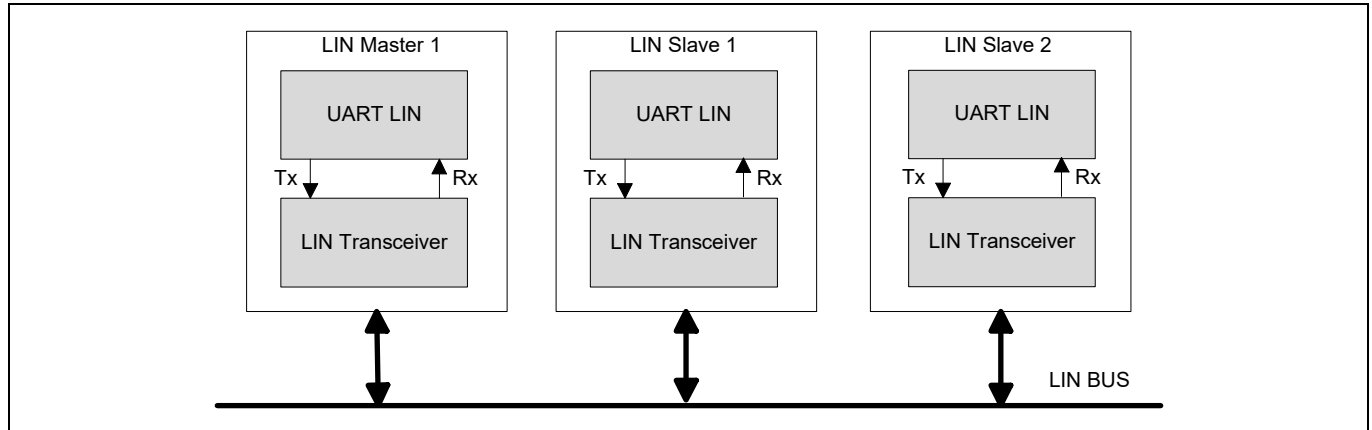 LIN Master 1
UART LIN
Tx
Rx
LIN Transceiver
LIN Slave 1
UART LIN
Tx
Rx
LIN Transceiver
LIN Slave 2
UART LIN
Tx
Rx
LIN Transceiver
LIN BUS